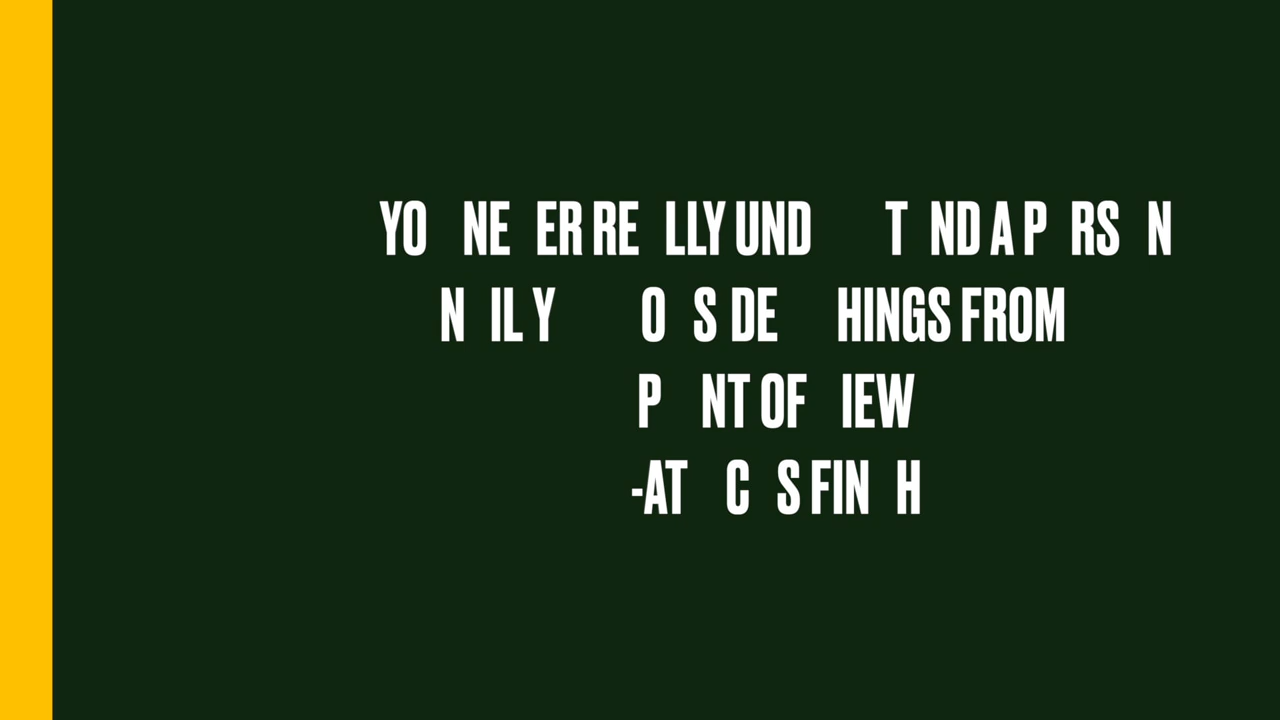 YO NE ER RE LLY UND T ND A P RS N
N IL Y O S DE HINGS FROM
P NT OF IEW
-AT C S FIN H